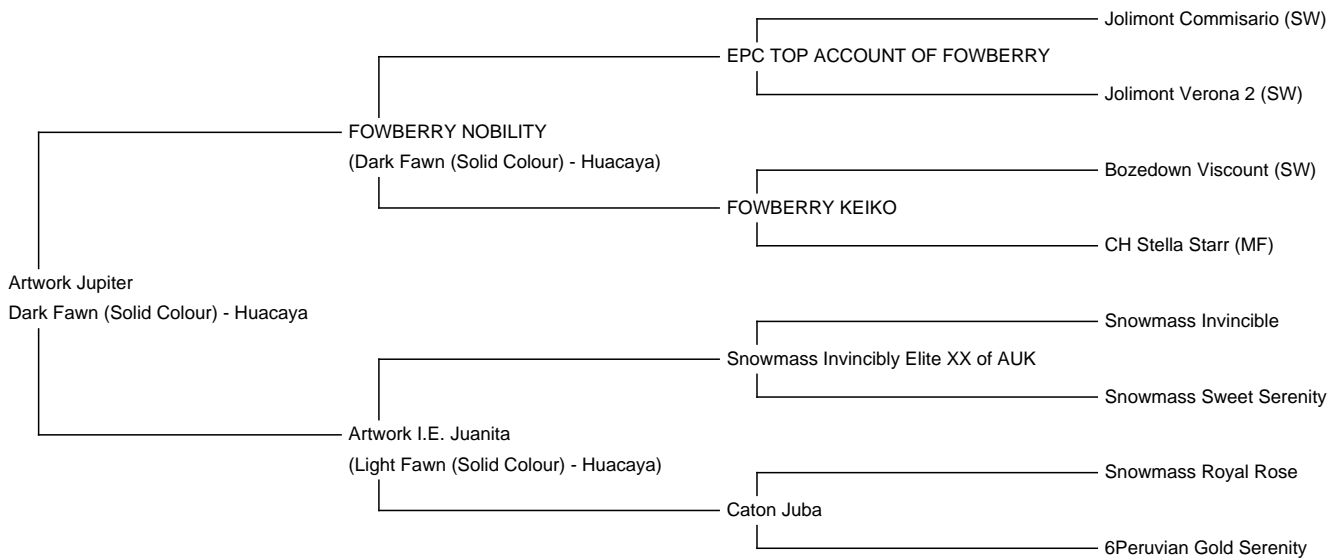 Jolimont Commisario (SW)
EPC TOP ACCOUNT OF FOWBERRY
Jolimont Verona 2 (SW)
FOWBERRY NOBILITY
(Dark Fawn (Solid Colour) - Huacaya)
Bozedown Viscount (SW)
FOWBERRY KEIKO
CH Stella Starr (MF)
Artwork Jupiter
Dark Fawn (Solid Colour) - Huacaya
Snowmass Invincible
Snowmass Invincibly Elite XX of AUK
Snowmass Sweet Serenity
Artwork I.E. Juanita
(Light Fawn (Solid Colour) - Huacaya)
Snowmass Royal Rose
Caton Juba
6Peruvian Gold Serenity